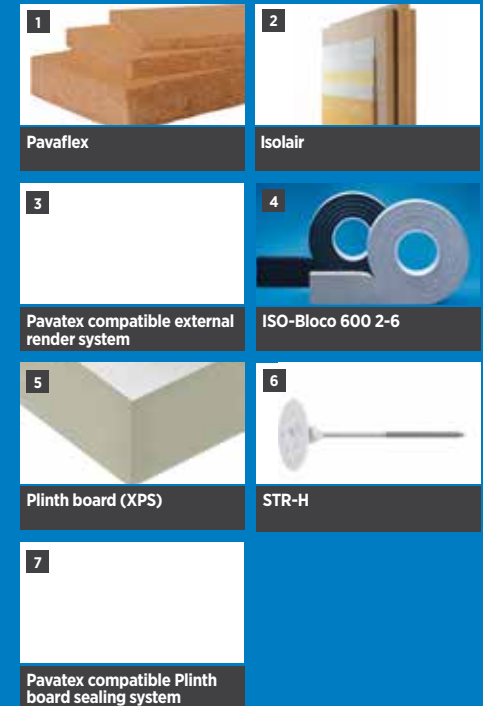 1
2
Pavaflex
Isolair
3
4
Pavatex compatible external
render system
ISO-Bloco 600 2-6
5
6
Plinth board (XPS)
STR-H
7
Pavatex compatible Plinth
board sealing system